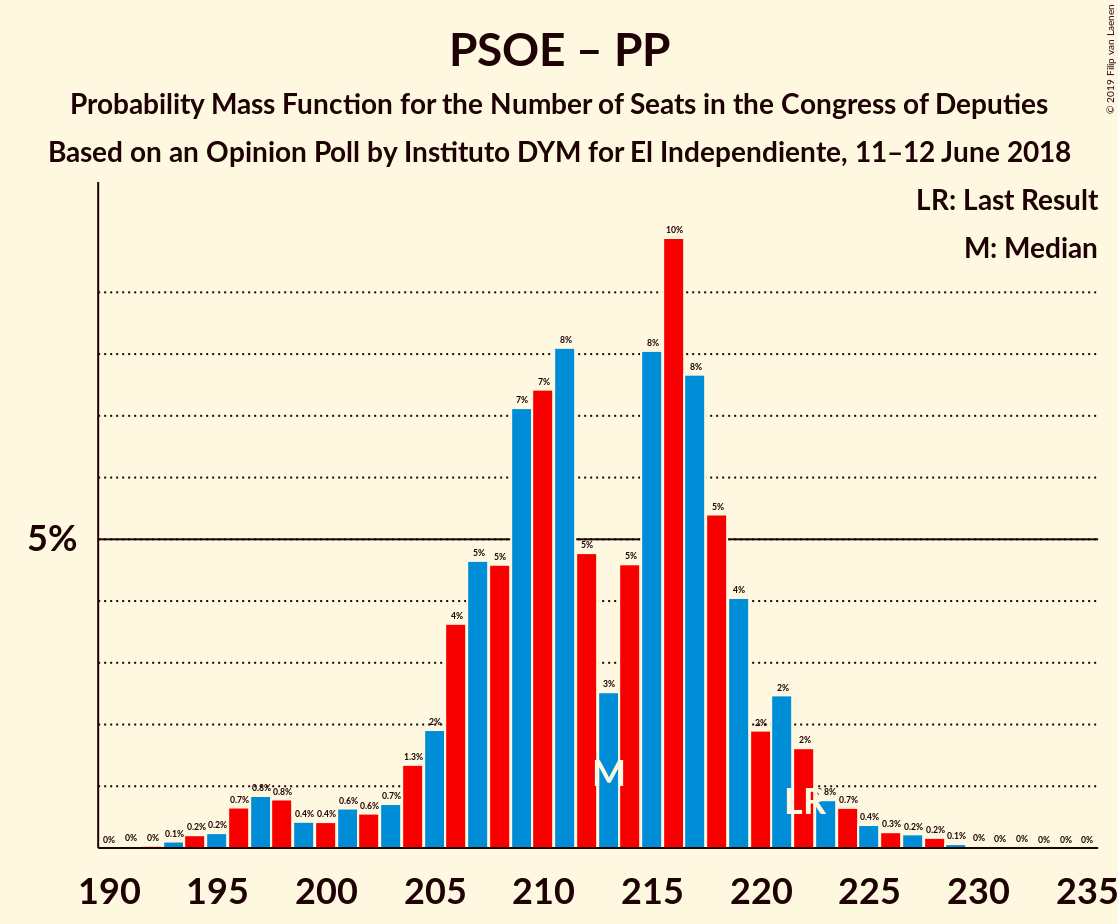 PSOE – PP
Probability Mass Function for the Number of Seats in the Congress of Deputies
Based on an Opinion Poll by Instituto DYM for El Independiente, 11–12 June 2018
© 2019 Filip van Laenen
LR: Last Result
M: Median
5%
0% 0% 0% 0.1% 0.2% 0.2% 0.7% 0.8% 0.8% 0.4% 0.4% 0.6% 0.6% 0.7% 1.3% 2% 4% 5% 5% 7% 7% 8% 5% 3% 5% 8% 10% 8% 5% 4% 2% 2% 2% 0.8% 0.7% 0.4% 0.3% 0.2% 0.2% 0.1% 0% 0% 0% 0% 0% 0%
M
LR
190 195 200 205 210 215 220 225 230 235